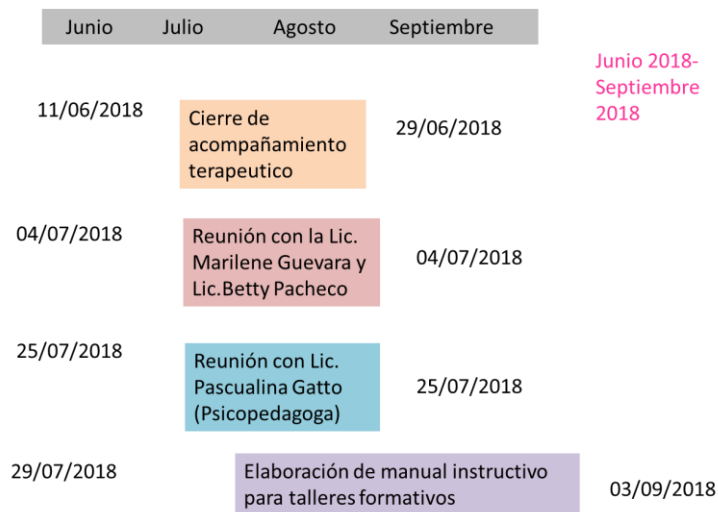 Junio Julio Agosto Septiembre
Junio 2018-
Septiembre
2018
11/06/2018
Cierre de
acompañamiento
terapeutico
29/06/2018
04/07/2018
Reunión con la Lic.
Marilene Guevara y
Lic.Betty Pacheco
04/07/2018
25/07/2018
Reunión con Lic.
Pascualina Gatto
(Psicopedagoga)
25/07/2018
29/07/2018
Elaboración de manual instructivo
para talleres formativos
03/09/2018